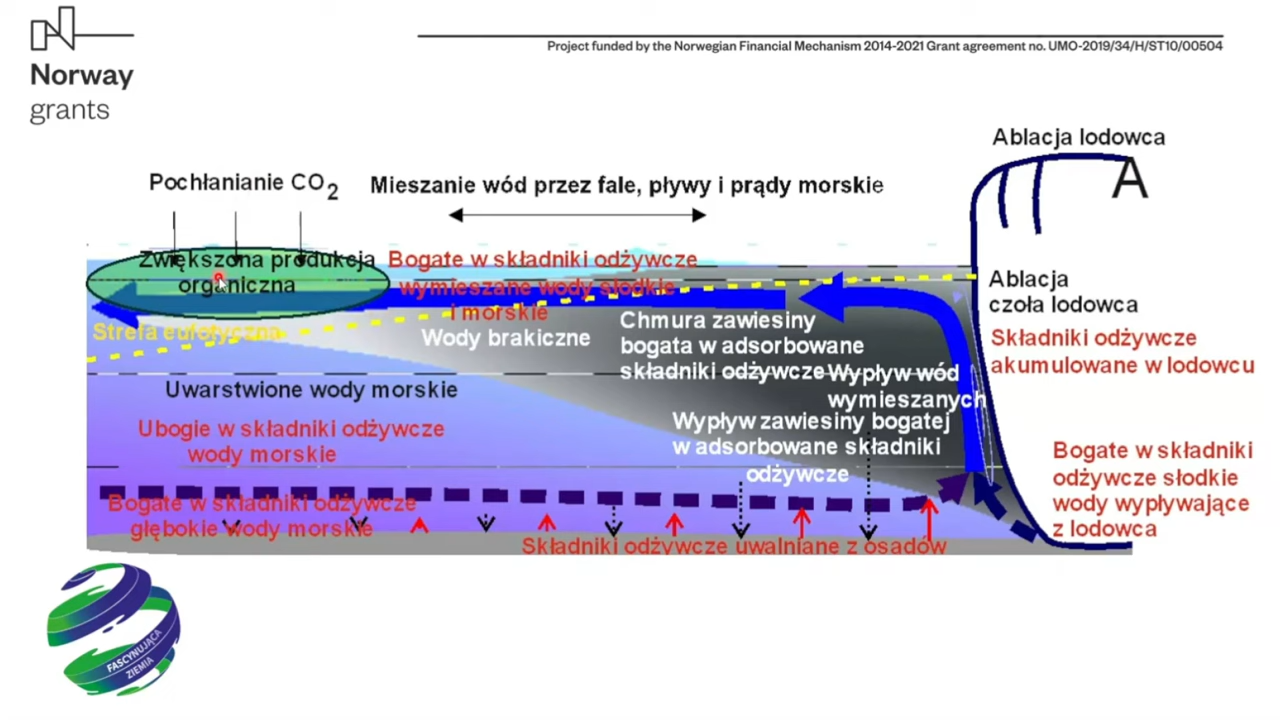 Norway
grants
Project funded by the Norwegian Financial Mechanism 2014-2021 Grant agreement no. UMO-2019/34/H/ST10/00504
Ablacja lodowca
A
Pochłanianie CO2
Mieszanie wód przez fale, pływy i prądy morskie
Zwiększona produkcja
organiczna
Bogate w składniki odżywcze
wymieszane wody słodkie
i morskie
Ablacja
czoła lodowca
Strefa eufotyczna
Wody brakiczne
Chmura zawiesiny
bogata w adsorbowane
składniki odżywcze
Składniki odżywcze
akumulowane w lodowcu
Wypływ wód
wymieszanych
Uwarstwione wody morskie
Wypływ zawiesiny bogatej
w adsorbowane składniki
odżywcze
Ubogie w składniki odżywcze
wody morskie
Bogate w składniki
odżywcze słodkie
wody wypływające
z lodowca
Bogate w składniki odżywcze
głębokie wody morskie
Składniki odżywcze uwalniane z osadów
FASCYNUJĄCA
ZIEMIA